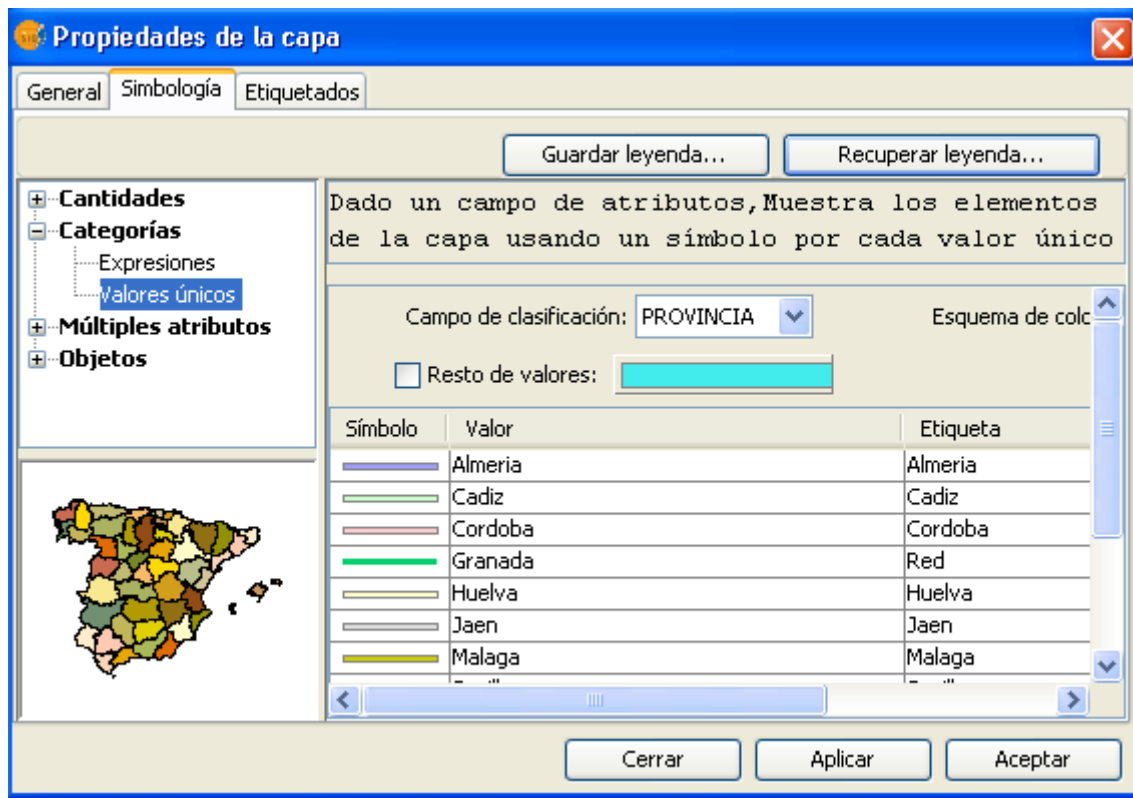 Propiedades de la capa
General Simbología Etiquetados
Guardar leyenda... Recuperar leyenda...
Cantidades
Categorías
Expresiones
Valores únicos
Múltiples atributos
Objetos
Dado un campo de atributos,Muestra los elementos
de la capa usando un símbolo por cada valor único
Campo de clasificación: PROVINCIA Esquema de colo
Resto de valores:
Símbolo Valor Etiqueta
Almeria Almeria
Cadiz Cadiz
Cordoba Cordoba
Granada Red
Huelva Huelva
Jaen Jaen
Malaga Malaga
Cerrar Aplicar Aceptar